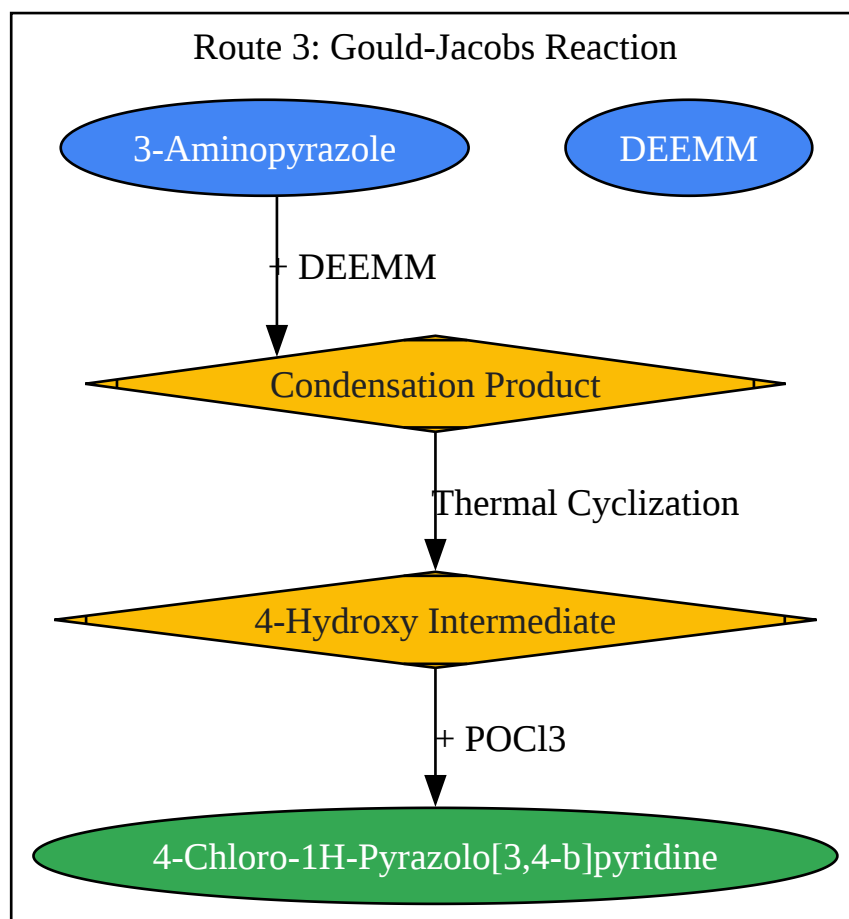 Route 3: Gould-Jacobs Reaction
3-Aminopyrazole
DEEMM
+ DEEMM
Condensation Product
Thermal Cyclization
4-Hydroxy Intermediate
+ POCl3
4-Chloro-1H-Pyrazolo[3,4-b]pyridine